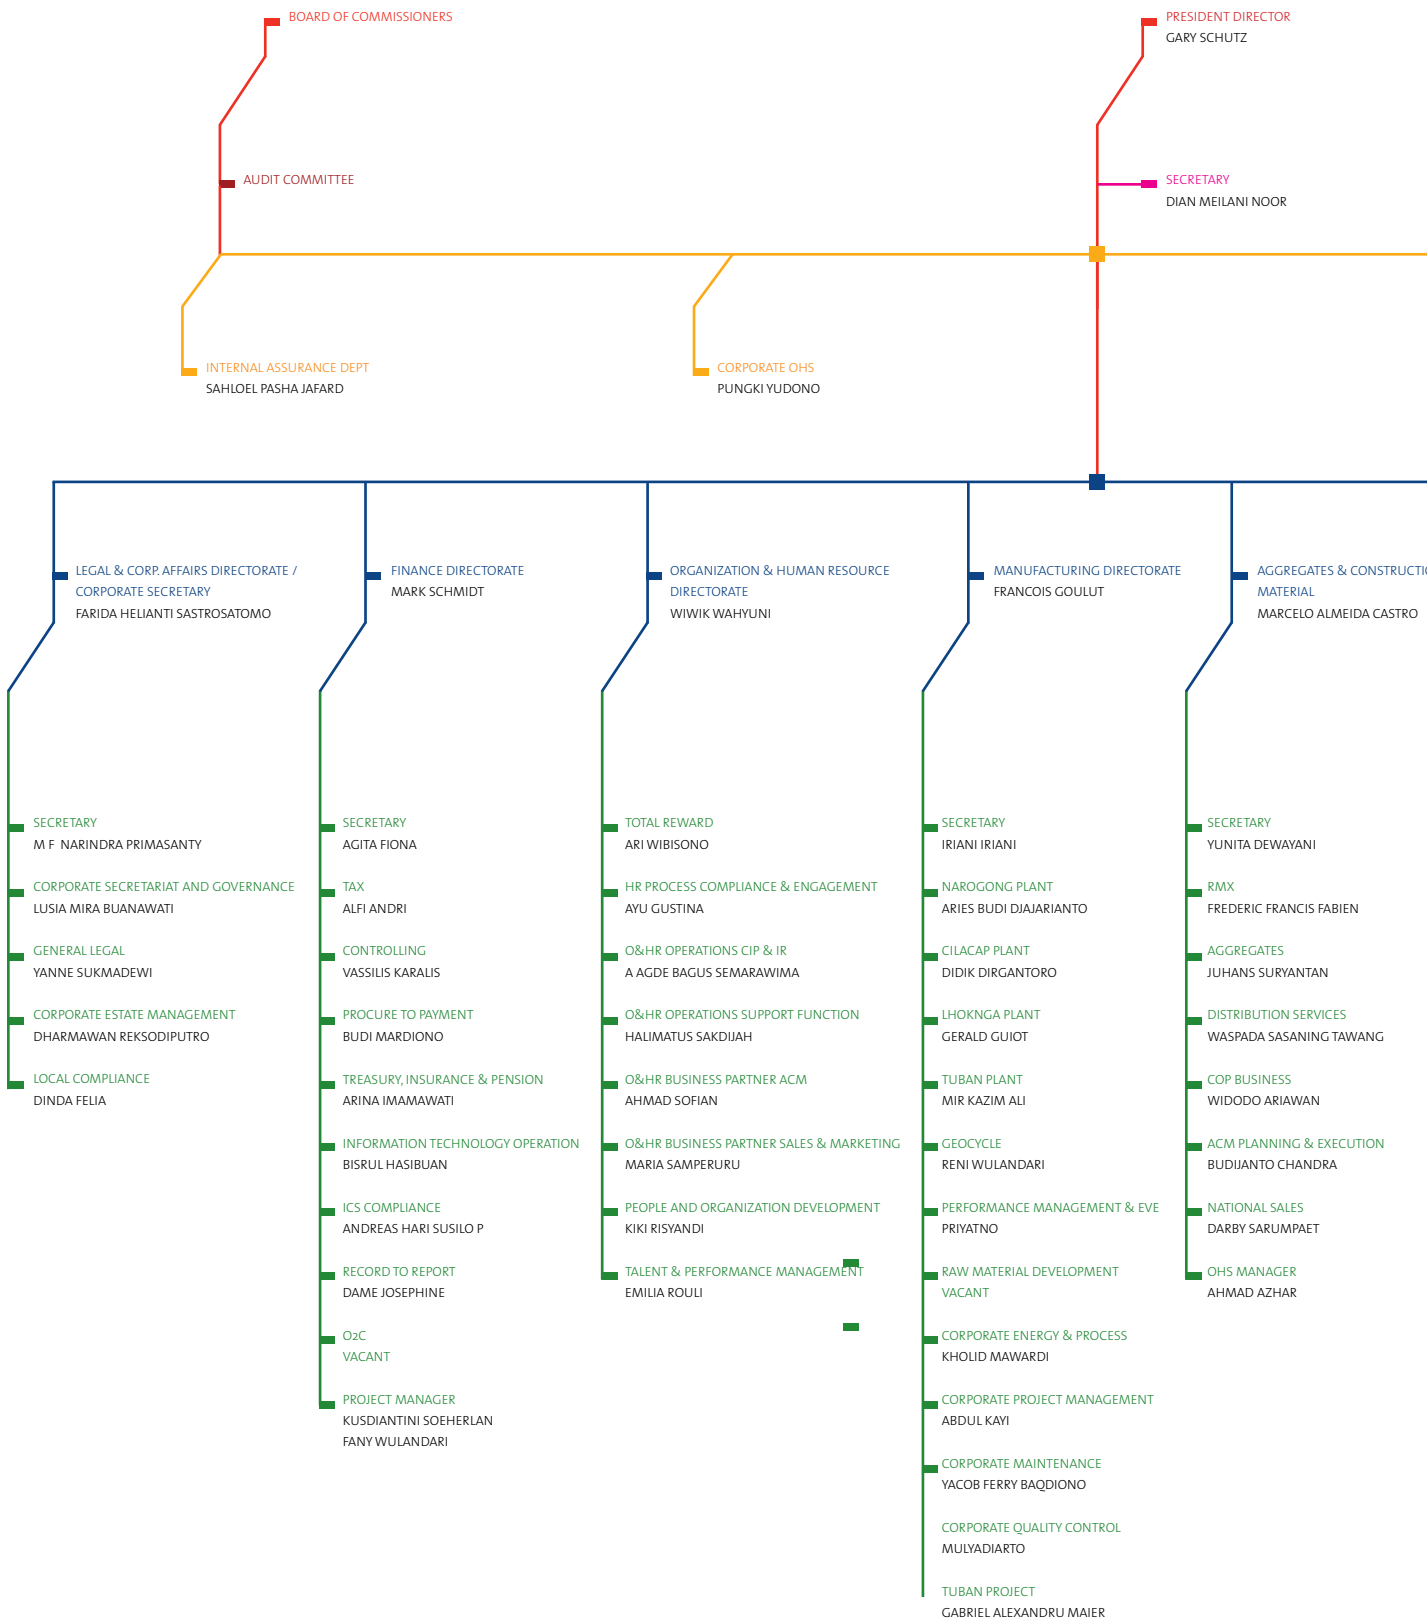 BOARD OF COMMISSIONERS
PRESIDENT DIRECTOR
GARY SCHUTZ
AUDIT COMMITTEE
SECRETARY
DIAN MEILANI NOOR
INTERNAL ASSURANCE DEPT
SAHLOEL PASHA JAFARD
CORPORATE OHS
PUNGKI YUDONO
LEGAL & CORP. AFFAIRS DIRECTORATE /
CORPORATE SECRETARY
FARIDA HELIANTI SASTROSATOMO
FINANCE DIRECTORATE
MARK SCHMIDT
ORGANIZATION & HUMAN RESOURCE
DIRECTORATE
WIWIK WAHYUNI
MANUFACTURING DIRECTORATE
FRANCOIS GOULUT
AGGREGATES &
MATERIAL
MARCELO ALMEIDA CASTRO
SECRETARY
M F NARINDRA PRIMASANTY
CORPORATE SECRETARIAT AND GOVERNANCE
LUSIA MIRA BUANAWATI
GENERAL LEGAL
YANNE SUKMADEWI
CORPORATE ESTATE MANAGEMENT
DHARMAWAN REKSODIPUTRO
LOCAL COMPLIANCE
DINDA FELIA
SECRETARY
AGITA FIONA
TAX
ALFI ANDRI
CONTROLLING
VASSILIS KARALIS
PROCURE TO PAYMENT
BUDI MARDIONO
TREASURY, INSURANCE & PENSION
ARINA IMAMAWATI
INFORMATION TECHNOLOGY OPERATION
BISRUL HASIBUAN
ICS COMPLIANCE
ANDREAS HARI SUSILO P
RECORD TO REPORT
DAME JOSEPHINE
O2C
VACANT
PROJECT MANAGER
KUSDIANTINI SOEHERLAN
FANY WULANDARI
TOTAL REWARD
ARI WIBISONO
HR PROCESS COMPLIANCE & ENGAGEMENT
AYU GUSTINA
O&HR OPERATIONS CIP & IR
A AGDE BAGUS SEMARAWIMA
O&HR OPERATIONS SUPPORT FUNCTION
HALIMATUS SAKDIJAH
O&HR BUSINESS PARTNER ACM
AHMAD SOFIAN
O&HR BUSINESS PARTNER SALES & MARKETING
MARIA SAMPERURU
PEOPLE AND ORGANIZATION DEVELOPMENT
KIKI RISYANDI
TALENT & PERFORMANCE MANAGEMENT
EMILIA ROULI
SECRETARY
IRIANI IRIANI
NAROGONG PLANT
ARIES BUDI DJAJARIANTO
CILACAP PLANT
DIDIK DIRGANTORO
LHOKNGA PLANT
GERALD GUIOT
TUBAN PLANT
MIR KAZIM ALI
GEOCYCLE
RENI WULANDARI
PERFORMANCE MANAGEMENT & EVE
PRIYATNO
RAW MATERIAL DEVELOPMENT
VACANT
CORPORATE ENERGY & PROCESS
KHOLID MAWARDI
CORPORATE PROJECT MANAGEMENT
ABDUL KAYI
CORPORATE MAINTENANCE
YACOB FERRY BAQDIONO
CORPORATE QUALITY CONTROL
MULYADIARTO
TUBAN PROJECT
GABRIEL ALEXANDRU MAIER
SECRETARY
YUNITA DEWAYANI
RMX
FREDERIC FRANCIS FABIEN
AGGREGATES
JUHANS SURYANTAN
DISTRIBUTION SERVICES
WASPADA SASANING TAWANG
COP BUSINESS
WIDODO ARIAWAN
ACM PLANNING & EXECUTION
BUDIJANTO CHANDRA
NATIONAL SALES
DARBY SARUMPAET
OHS MANAGER
AHMAD AZHAR